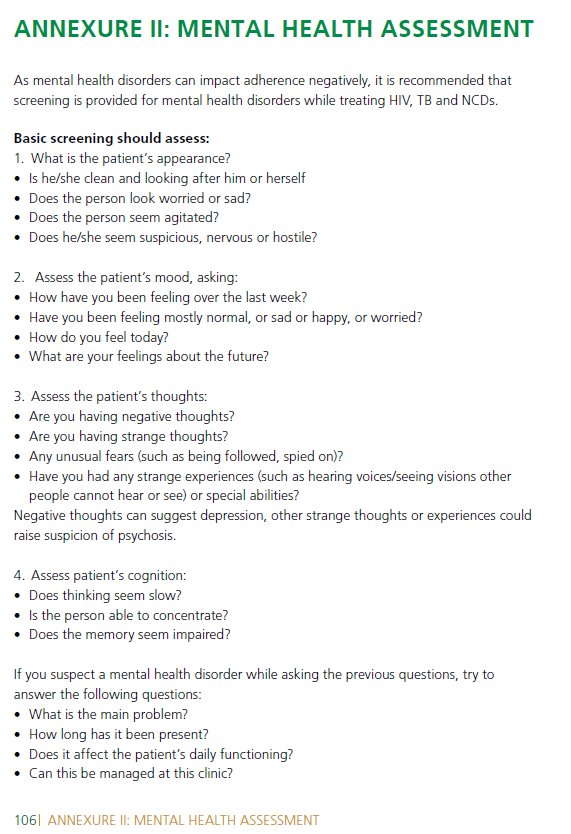 ANNEXURE II: MENTAL HEALTH ASSESSMENT
As mental health disorders can impact adherence negatively, it is recommended that
screening is provided for mental health disorders while treating HIV, TB and NCDs.
Basic screening should assess:
1. What is the patient's appearance?
• Is he/she clean and looking after him or herself
• Does the person look worried or sad?
• Does the person seem agitated?
• Does he/she seem suspicious, nervous or hostile?
2. Assess the patient's mood, asking:
• How have you been feeling over the last week?
• Have you been feeling mostly normal, or sad or happy, or worried?
• How do you feel today?
• What are your feelings about the future?
3. Assess the patient's thoughts:
• Are you having negative thoughts?
• Are you having strange thoughts?
• Any unusual fears (such as being followed, spied on)?
• Have you had any strange experiences (such as hearing voices/seeing visions other
people cannot hear or see) or special abilities?
Negative thoughts can suggest depression, other strange thoughts or experiences could
raise suspicion of psychosis.
4. Assess patient's cognition:
• Does thinking seem slow?
• Is the person able to concentrate?
• Does the memory seem impaired?
If you suspect a mental health disorder while asking the previous questions, try to
answer the following questions:
• What is the main problem?
• How long has it been present?
• Does it affect the patient's daily functioning?
• Can this be managed at this clinic?
106| ANNEXURE II: MENTAL HEALTH ASSESSMENT